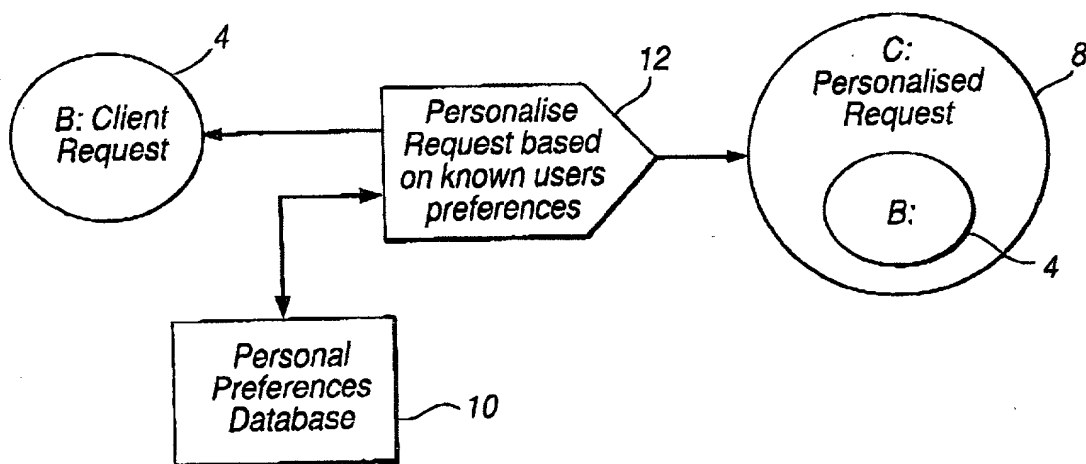 4
B: Client
Request
12
Personalise
Request based
on known users
preferences
C:
Personalised
Request
8
B:
4
Personal
Preferences
Database
10